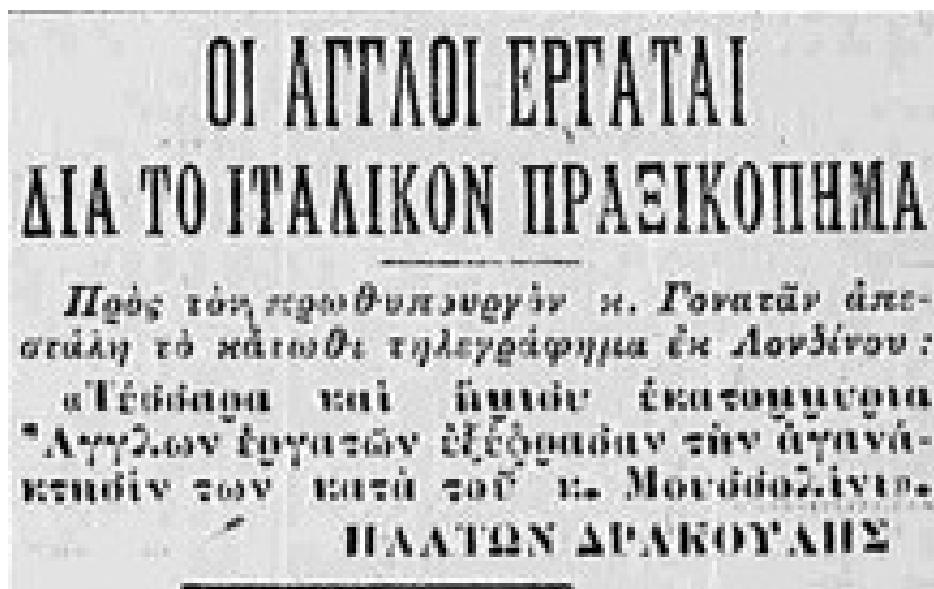 ΟΙ ΑΓΓΛΟΙ ΕΡΓΑΤΑΙ
ΔΙΑ ΤΟ ΙΤΑΛΙΚΟΝ ΠΡΑΞΙΚΟΠΗΜΑ
Πρὸς τὸν πρωθυπουργὸν κ. Γονατᾶν ἀπε-
στάλη τὸ κάτωθι τηλεγράφημα ἐκ Λονδίνου:
«Τέσσαρα καὶ ἥμισυ ἑκατομμύρια
Ἄγγλων ἐργατῶν ἐξέφρασαν τὴν ἀγανά-
κτησίν των κατὰ τοῦ κ. Μουσσολίνι».
ΠΛΑΤΩΝ ΔΡΑΚΟΥΛΗΣ